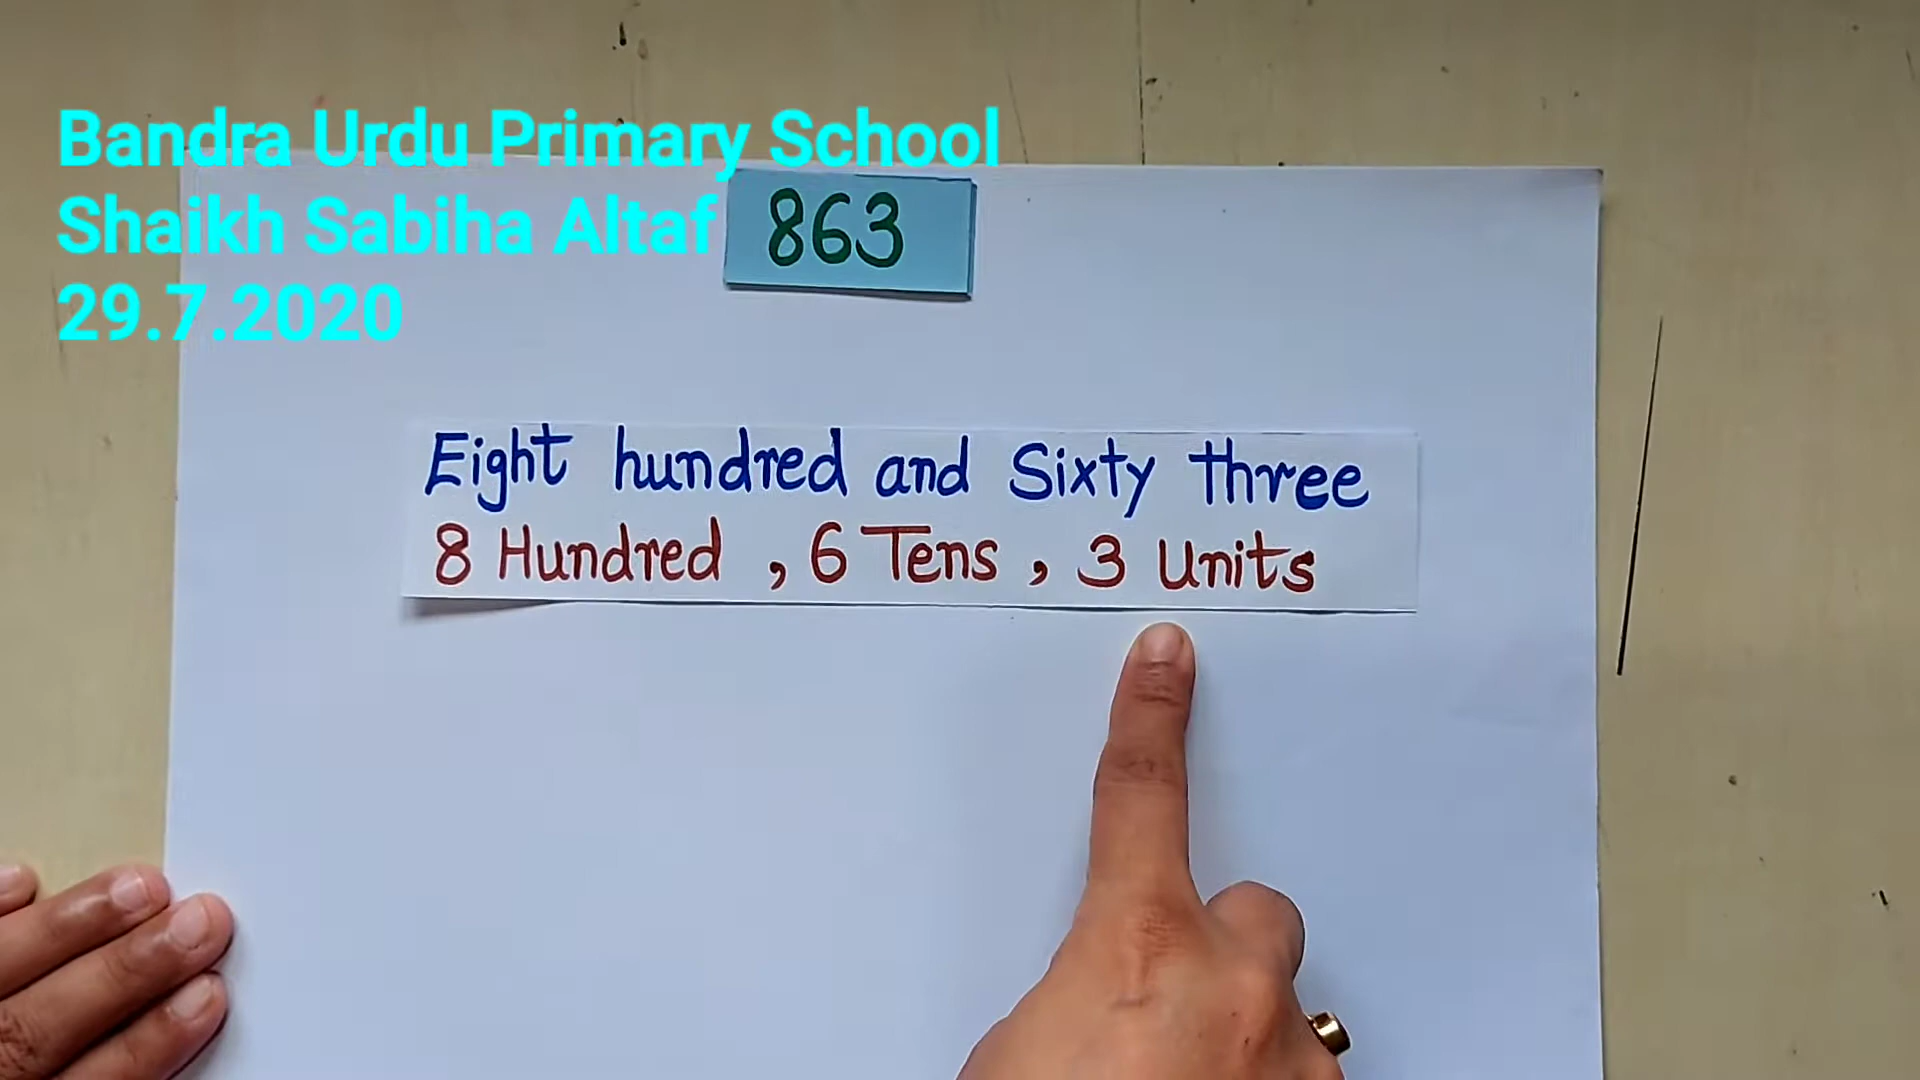 Bandra Urdu Primary School
Shaikh Sabiha Altaf
29.7.2020
863
Eight hundred and Sixty three
8 Hundred , 6 Tens , 3 Units